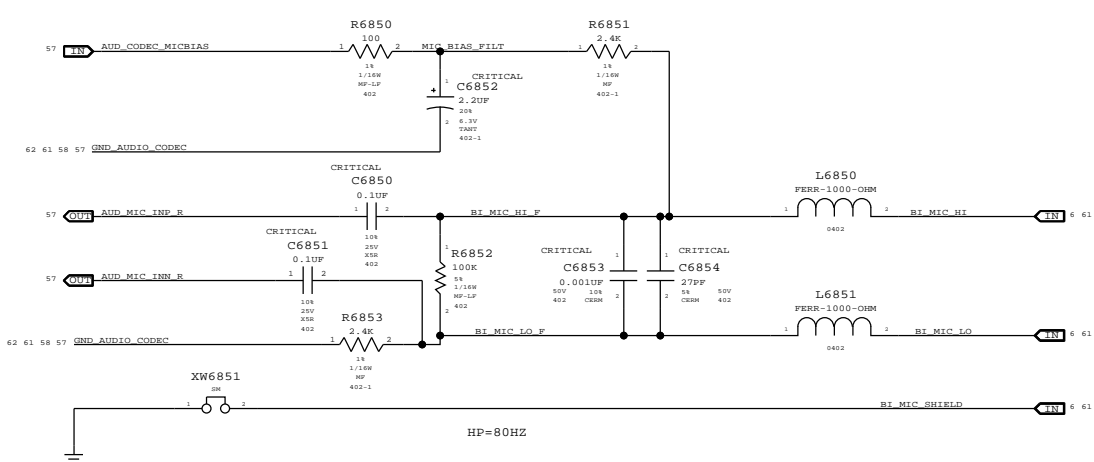 R6850
100
R6851
2.4K
57 IN AUD_CODEC_MICBIAS 1 2 MIC_BIAS_FILT 1 2
1%
1/16W
MF-LF
402
1%
1/16W
MF
402-1
CRITICAL
1
+
C6852
2.2UF
20%
6.3V
TANT
402-1
2
62 61 58 57 GND_AUDIO_CODEC
CRITICAL
C6850
0.1UF
L6850
FERR-1000-OHM
57 OUT AUD_MIC_INP_R 1 2 BI_MIC_HI_F 1 2 BI_MIC_HI IN 6 61
10%
25V
X5R
402
0402
CRITICAL
C6851
0.1UF
57 OUT AUD_MIC_INN_R 1 2
10%
25V
X5R
402
1
R6852
100K
5%
1/16W
MF-LF
402
2
CRITICAL
1
C6853
0.001UF
50V 10%
402 CERM
2
CRITICAL
1
C6854
27PF
5% 50V
CERM 402
2
L6851
FERR-1000-OHM
1 2 BI_MIC_LO IN 6 61
0402
BI_MIC_LO_F
R6853
2.4K
62 61 58 57 GND_AUDIO_CODEC 1 2
1%
1/16W
MF
402-1
XW6851
SM
1 2 BI_MIC_SHIELD IN 6 61
HP=80HZ